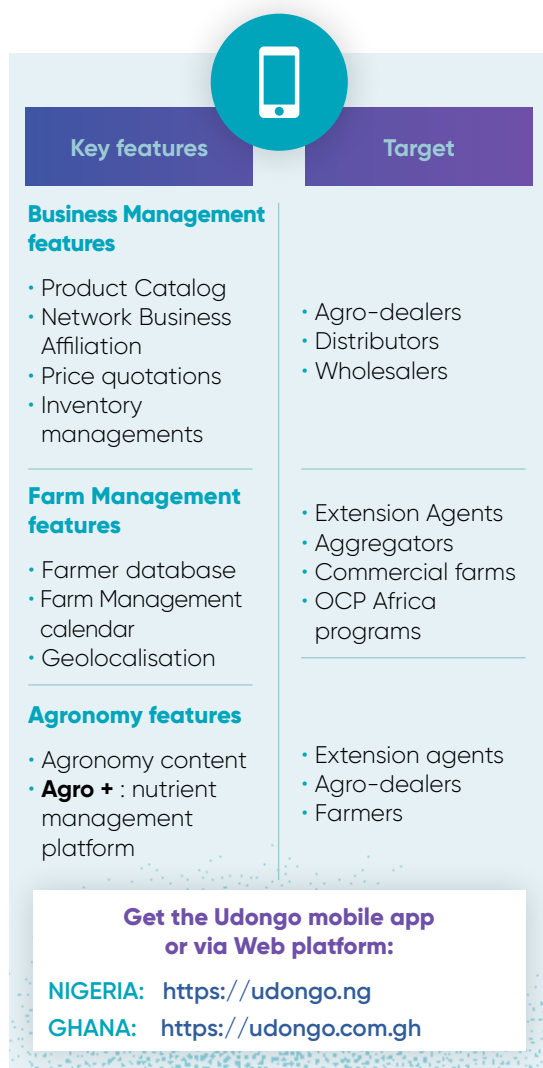 Key features
Target
Business Management
features
• Product Catalog
• Network Business
Affiliation
• Price quotations
• Inventory
managements
• Agro-dealers
• Distributors
• Wholesalers
Farm Management
features
• Farmer database
• Farm Management
calendar
• Geolocalisation
• Extension Agents
• Aggregators
• Commercial farms
• OCP Africa
programs
Agronomy features
• Agronomy content
• Agro + : nutrient
management
platform
• Extension agents
• Agro-dealers
• Farmers
Get the Udongo mobile app
or via Web platform:
NIGERIA: https://udongo.ng
GHANA: https://udongo.com.gh